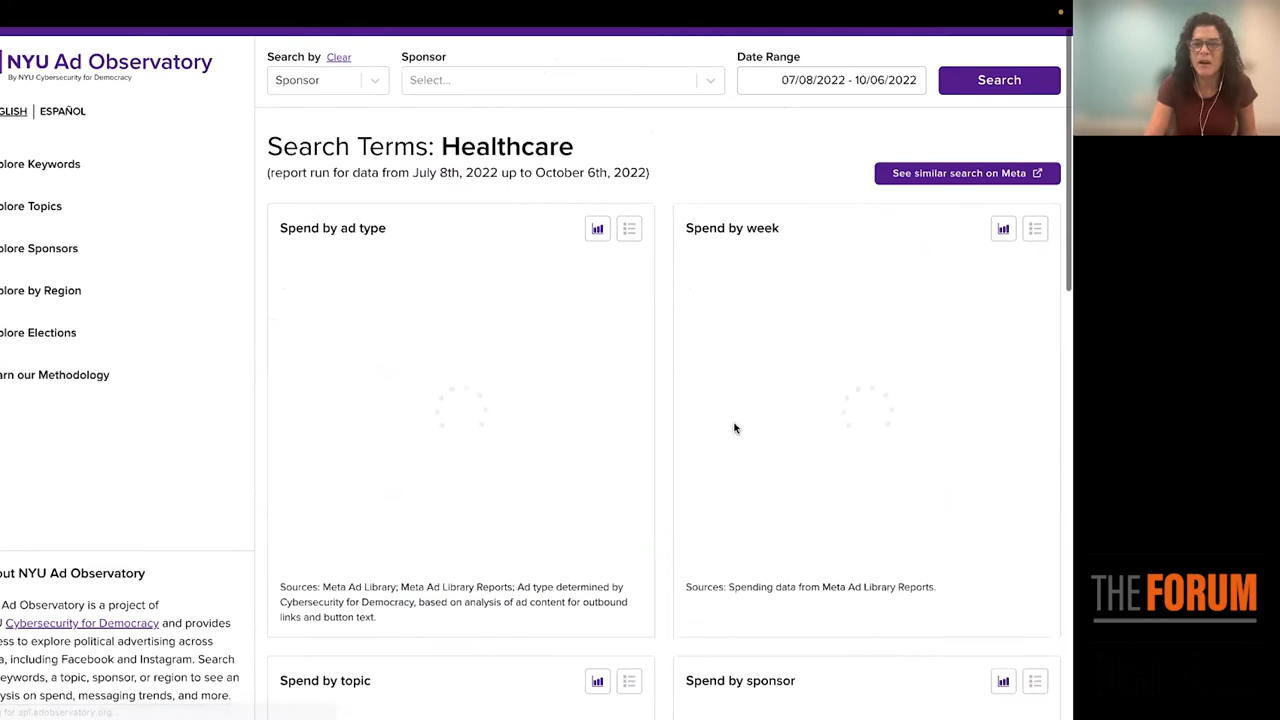 NYU Ad Observatory
By NYU Cybersecurity for Democracy
GLISH | ESPAÑOL
plore Keywords
plore Topics
plore Sponsors
plore by Region
plore Elections
arn our Methodology
out NYU Ad Observatory
Ad Observatory is a project of
U Cybersecurity for Democracy and provides
ess to explore political advertising across
a, including Facebook and Instagram. Search
eywords, a topic, sponsor, or region to see an
ysis on spend, messaging trends, and more.
Search by Clear
Sponsor
Sponsor
Select...
Date Range
07/08/2022 - 10/06/2022
Search
Search Terms: Healthcare
(report run for data from July 8th, 2022 up to October 6th, 2022)
See similar search on Meta
Spend by ad type
Sources: Meta Ad Library; Meta Ad Library Reports; Ad type determined by
Cybersecurity for Democracy, based on analysis of ad content for outbound
links and button text.
Spend by week
Sources: Spending data from Meta Ad Library Reports.
Spend by topic
Spend by sponsor
THE FORUM